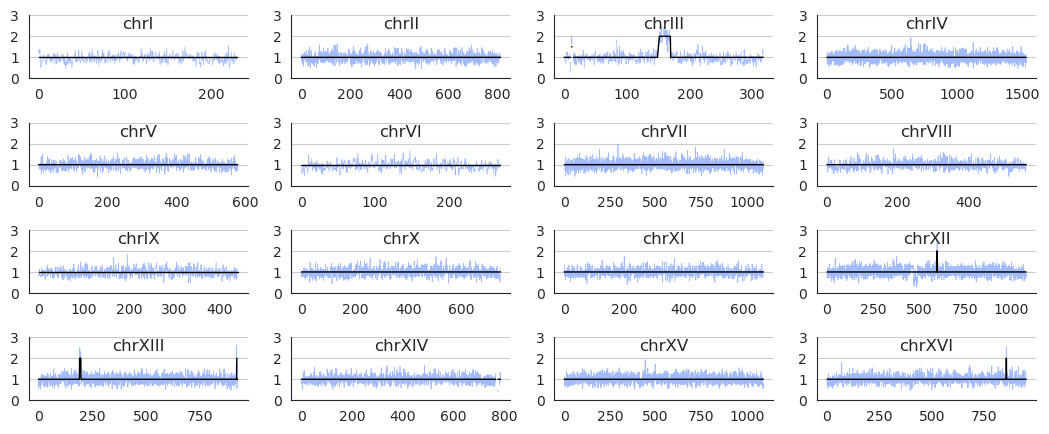 chrI chrII chrIII chrIV
3 3 3 3
2 2 2 2
1 1 1 1
0 0 0 0
0 100 200 0 200 400 600 800 0 100 200 300 0 500 1000 1500
chrV chrVI chrVII chrVIII
3 3 3 3
2 2 2 2
1 1 1 1
0 0 0 0
0 200 400 600 0 100 200 0 250 500 750 1000 0 200 400
chrIX chrX chrXI chrXII
3 3 3 3
2 2 2 2
1 1 1 1
0 0 0 0
0 100 200 300 400 0 200 400 600 0 200 400 600 0 250 500 750 1000
chrXIII chrXIV chrXV chrXVI
3 3 3 3
2 2 2 2
1 1 1 1
0 0 0 0
0 250 500 750 0 200 400 600 800 0 250 500 750 1000 0 250 500 750